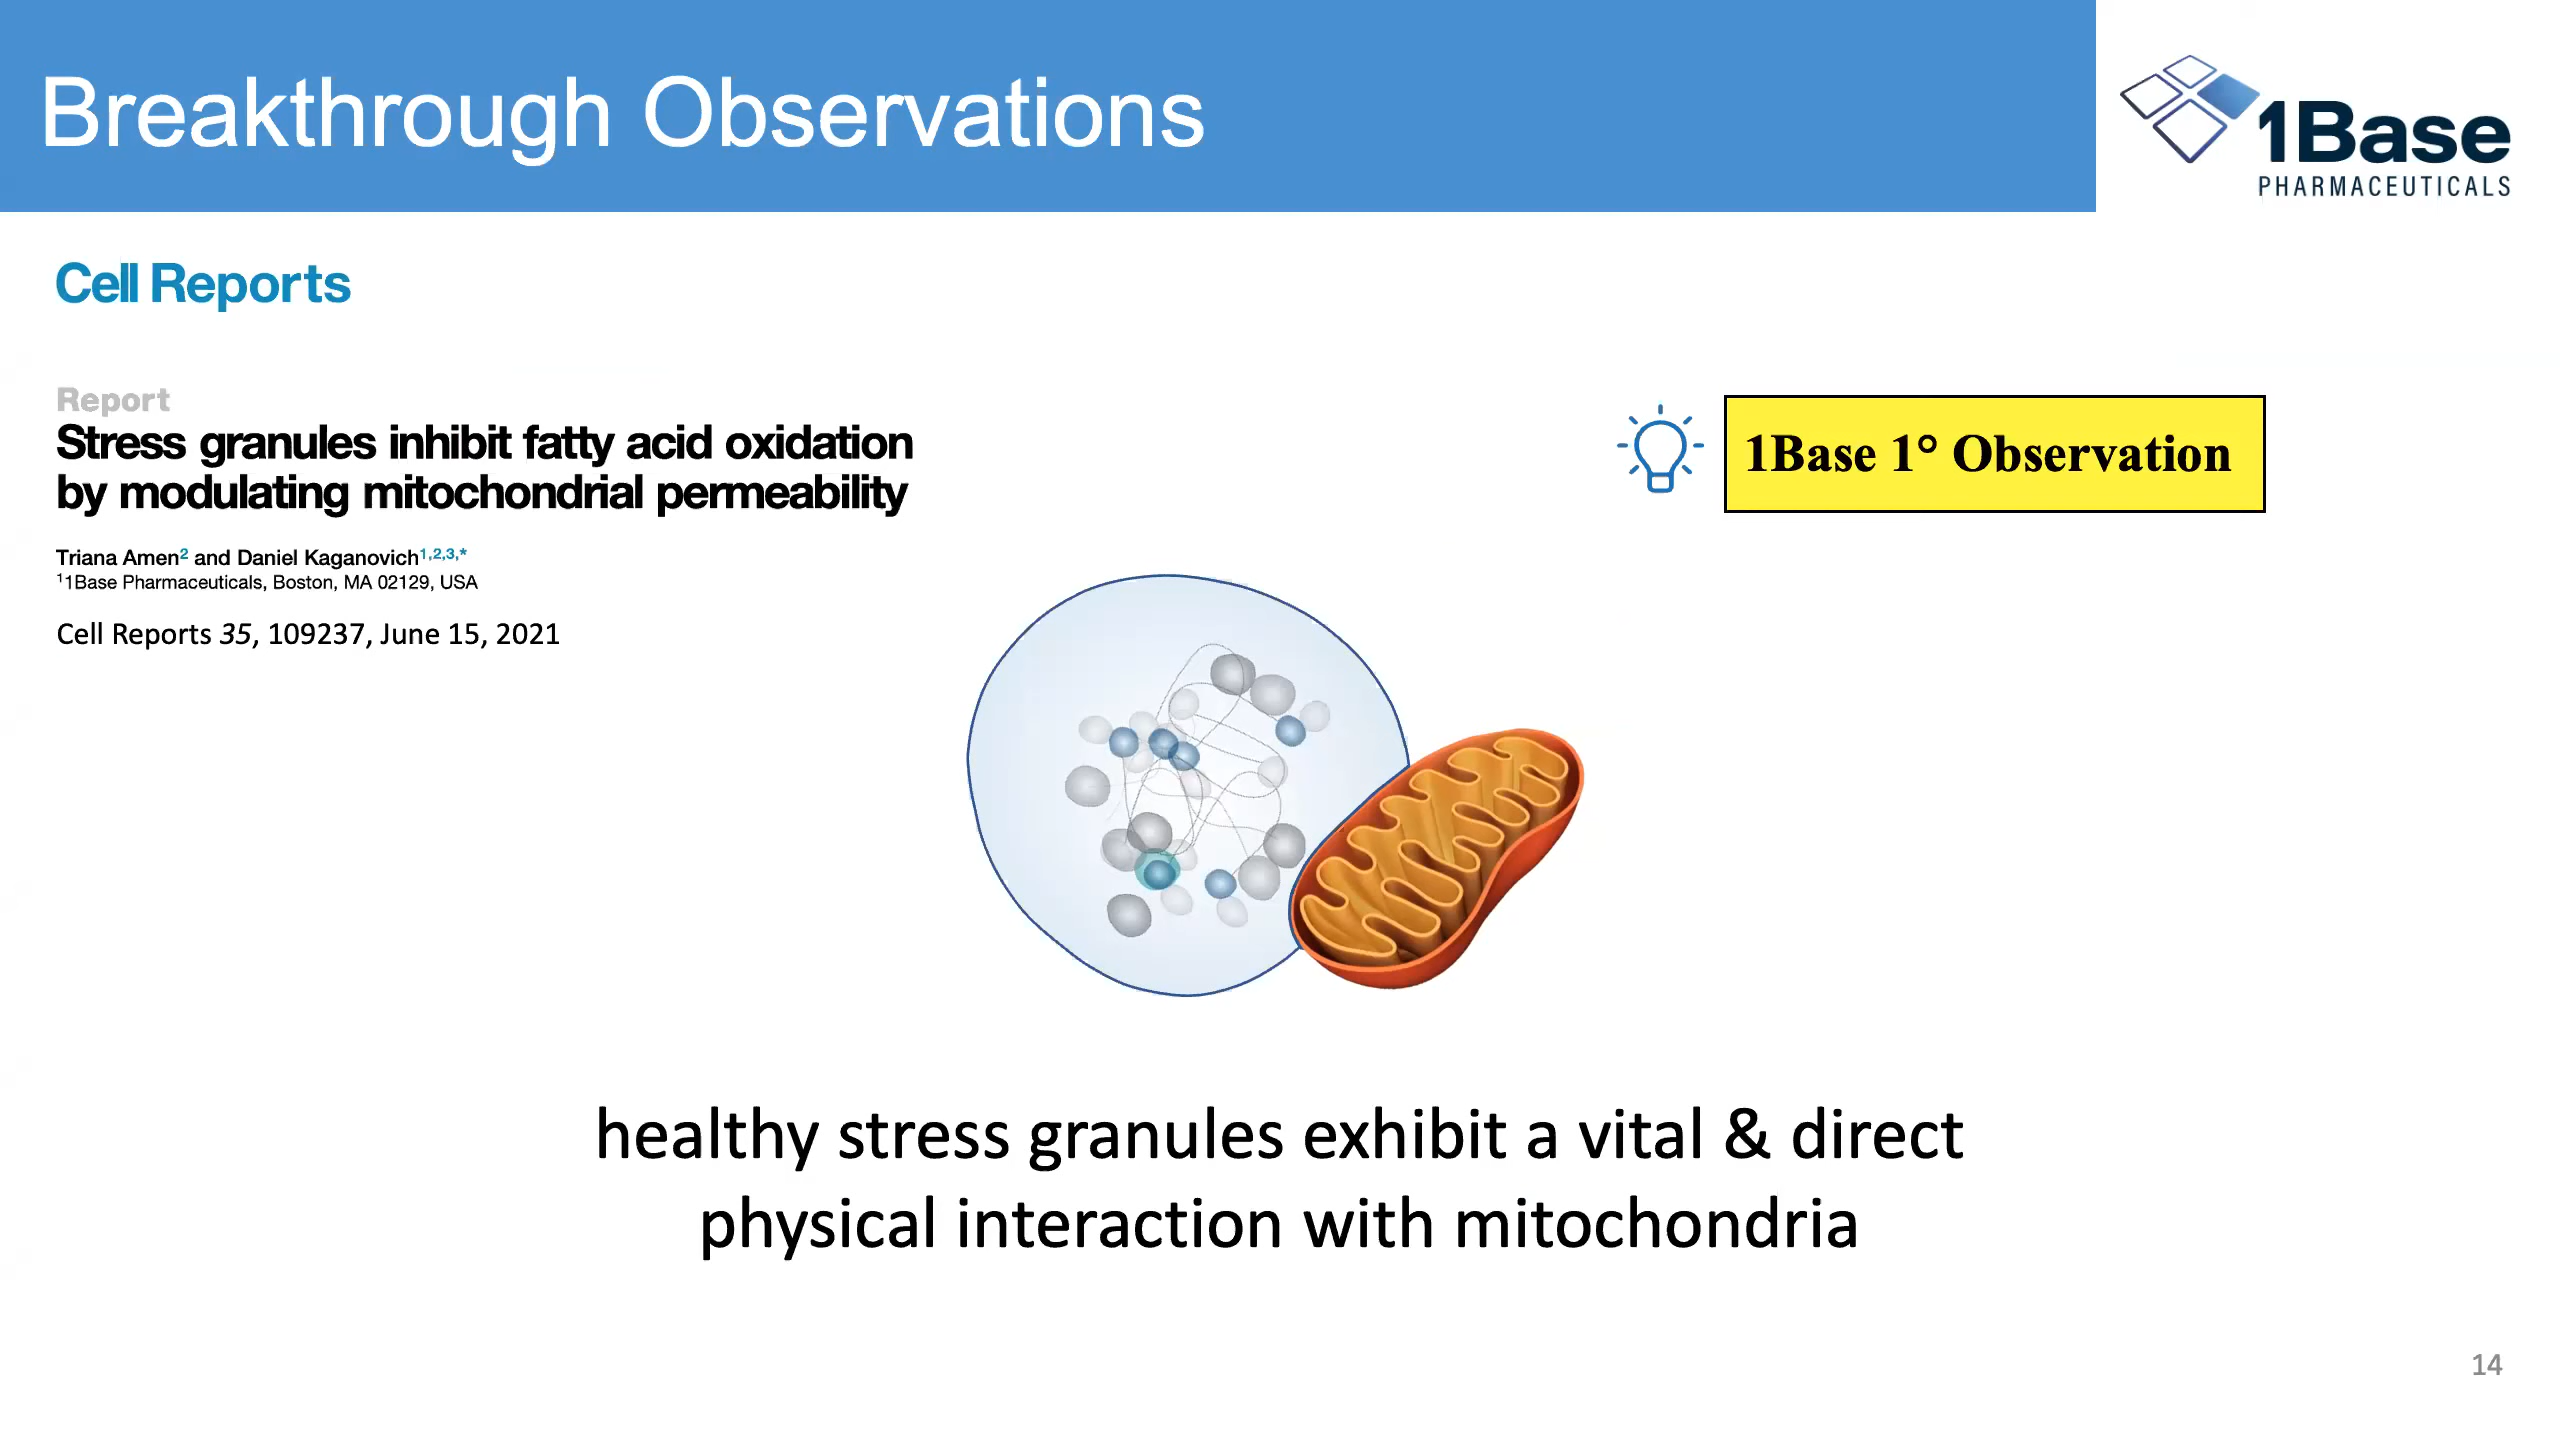 Breakthrough Observations
1Base
PHARMACEUTICALS
Cell Reports
Report
Stress granules inhibit fatty acid oxidation
by modulating mitochondrial permeability
Triana Amen2 and Daniel Kaganovich1,2,3,*
11Base Pharmaceuticals, Boston, MA 02129, USA
Cell Reports 35, 109237, June 15, 2021
1Base 1° Observation
healthy stress granules exhibit a vital & direct
physical interaction with mitochondria
14